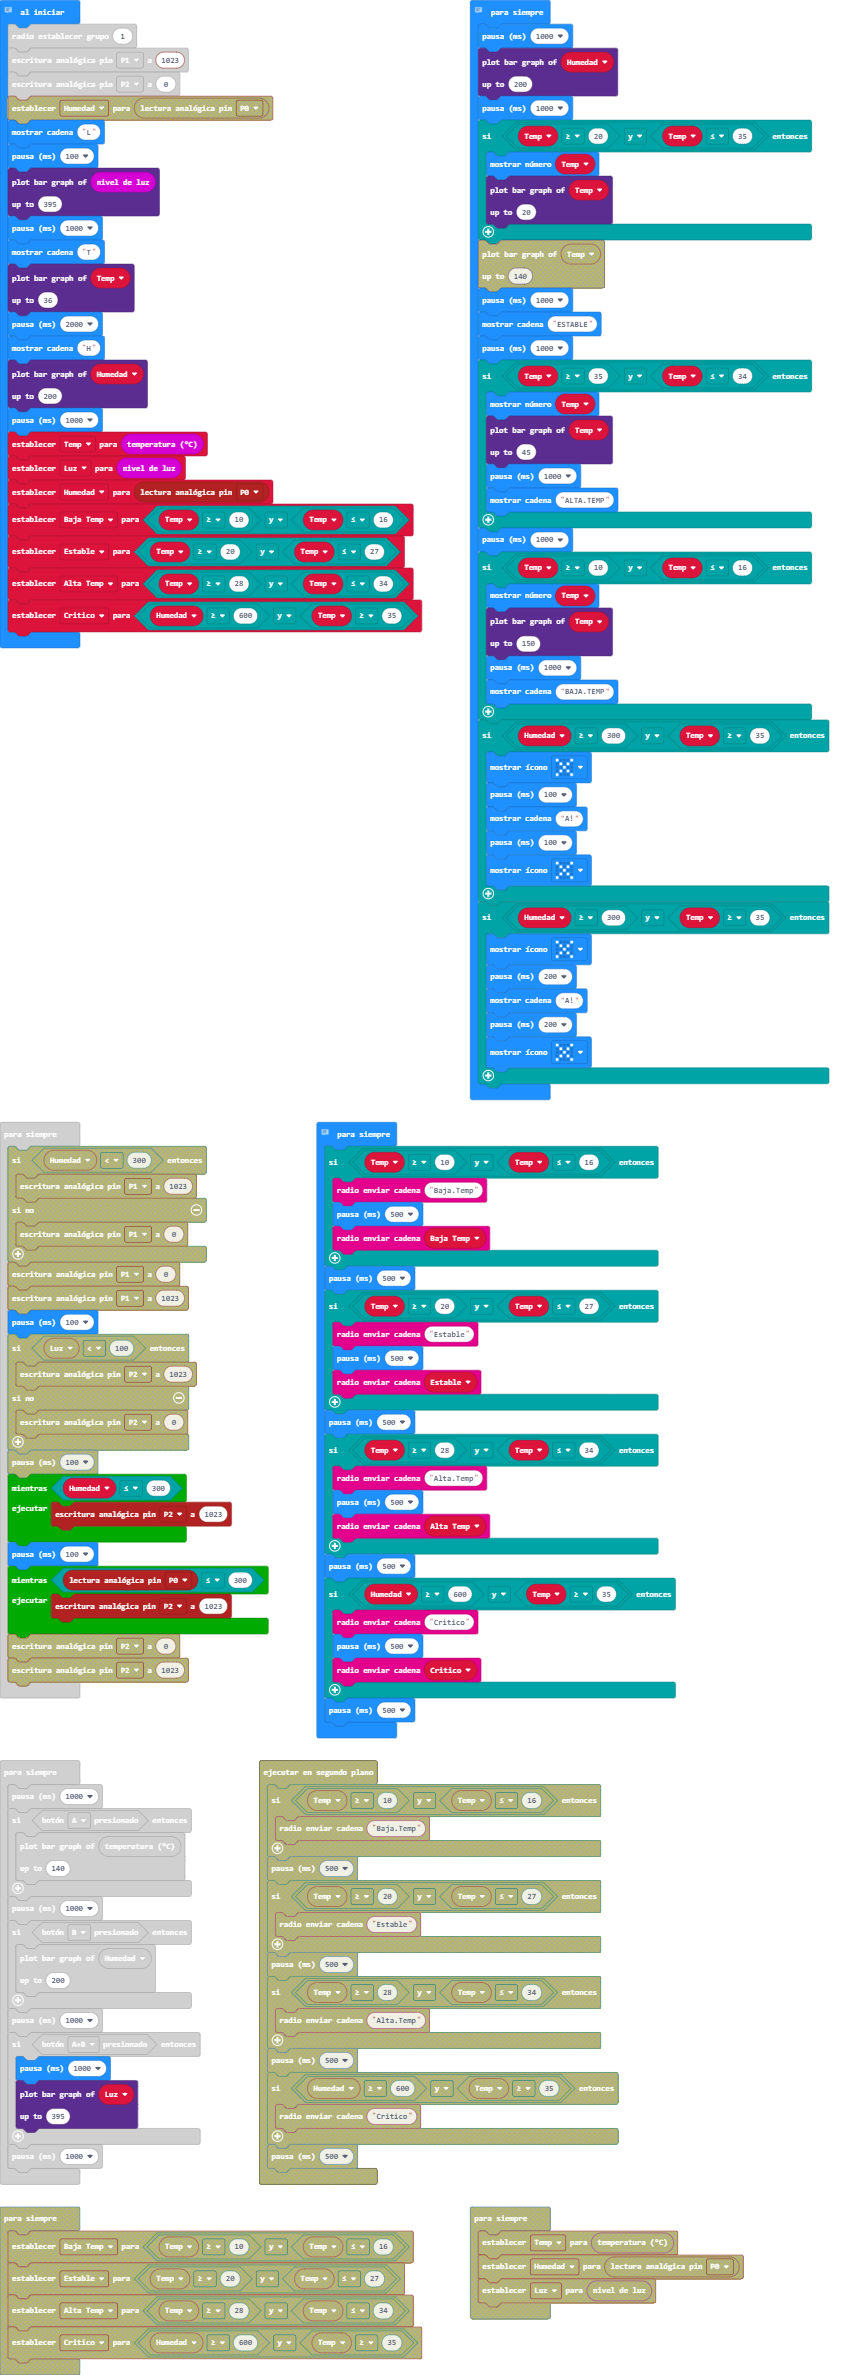 al iniciar
radio establecer grupo 1
escritura analógica pin P1 a 1023
escritura analógica pin P2 a 0
establecer Humedad para lectura analógica pin P0
mostrar cadena "L"
pausa (ms) 100
plot bar graph of nivel de luz
up to 395
pausa (ms) 1000
mostrar cadena "T"
plot bar graph of Temp
up to 36
pausa (ms) 2000
mostrar cadena "H"
plot bar graph of Humedad
up to 200
pausa (ms) 1000
establecer Temp para temperatura (°C)
establecer Luz para nivel de luz
establecer Humedad para lectura analógica pin P0
establecer Baja Temp para Temp ≥ 10 y Temp ≤ 16
establecer Estable para Temp ≥ 20 y Temp ≤ 27
establecer Alta Temp para Temp ≥ 28 y Temp ≤ 34
establecer Critico para Humedad ≥ 600 y Temp ≥ 35
para siempre
pausa (ms) 1000
plot bar graph of Humedad
up to 200
pausa (ms) 1000
si Temp ≥ 20 y Temp ≤ 35 entonces
mostrar número Temp
plot bar graph of Temp
up to 20
plot bar graph of Temp
up to 140
pausa (ms) 1000
mostrar cadena "ESTABLE"
pausa (ms) 1000
si Temp ≥ 35 y Temp ≤ 34 entonces
mostrar número Temp
plot bar graph of Temp
up to 45
pausa (ms) 1000
mostrar cadena "ALTA.TEMP"
pausa (ms) 1000
si Temp ≥ 10 y Temp ≤ 16 entonces
mostrar número Temp
plot bar graph of Temp
up to 150
pausa (ms) 1000
mostrar cadena "BAJA.TEMP"
si Humedad ≥ 300 y Temp ≥ 35 entonces
mostrar ícono
pausa (ms) 100
mostrar cadena "A!"
pausa (ms) 100
mostrar ícono
si Humedad ≥ 300 y Temp ≥ 35 entonces
mostrar ícono
pausa (ms) 200
mostrar cadena "A!"
pausa (ms) 200
mostrar ícono
para siempre
si Humedad < 300 entonces
escritura analógica pin P1 a 1023
si no
escritura analógica pin P1 a 0
escritura analógica pin P1 a 0
escritura analógica pin P1 a 1023
pausa (ms) 100
si Luz < 100 entonces
escritura analógica pin P2 a 1023
si no
escritura analógica pin P2 a 0
pausa (ms) 100
mientras Humedad ≤ 300
ejecutar escritura analógica pin P2 a 1023
pausa (ms) 100
mientras lectura analógica pin P0 ≤ 300
ejecutar escritura analógica pin P2 a 1023
escritura analógica pin P2 a 0
escritura analógica pin P2 a 1023
para siempre
si Temp ≥ 10 y Temp ≤ 16 entonces
radio enviar cadena "Baja.Temp"
pausa (ms) 500
radio enviar cadena Baja Temp
pausa (ms) 500
si Temp ≥ 20 y Temp ≤ 27 entonces
radio enviar cadena "Estable"
pausa (ms) 500
radio enviar cadena Estable
pausa (ms) 500
si Temp ≥ 28 y Temp ≤ 34 entonces
radio enviar cadena "Alta.Temp"
pausa (ms) 500
radio enviar cadena Alta Temp
pausa (ms) 500
si Humedad ≥ 600 y Temp ≥ 35 entonces
radio enviar cadena "Critico"
pausa (ms) 500
radio enviar cadena Critico
pausa (ms) 500
para siempre
pausa (ms) 1000
si botón A presionado entonces
plot bar graph of temperatura (°C)
up to 140
pausa (ms) 1000
si botón B presionado entonces
plot bar graph of Humedad
up to 200
pausa (ms) 1000
si botón A+B presionado entonces
pausa (ms) 1000
plot bar graph of Luz
up to 395
pausa (ms) 1000
ejecutar en segundo plano
si Temp ≥ 10 y Temp ≤ 16 entonces
radio enviar cadena "Baja.Temp"
pausa (ms) 500
si Temp ≥ 20 y Temp ≤ 27 entonces
radio enviar cadena "Estable"
pausa (ms) 500
si Temp ≥ 28 y Temp ≤ 34 entonces
radio enviar cadena "Alta.Temp"
pausa (ms) 500
si Humedad ≥ 600 y Temp ≥ 35 entonces
radio enviar cadena "Critico"
pausa (ms) 500
para siempre
establecer Baja Temp para Temp ≥ 10 y Temp ≤ 16
establecer Estable para Temp ≥ 20 y Temp ≤ 27
establecer Alta Temp para Temp ≥ 28 y Temp ≤ 34
establecer Critico para Humedad ≥ 600 y Temp ≥ 35
para siempre
establecer Temp para temperatura (°C)
establecer Humedad para lectura analógica pin P0
establecer Luz para nivel de luz